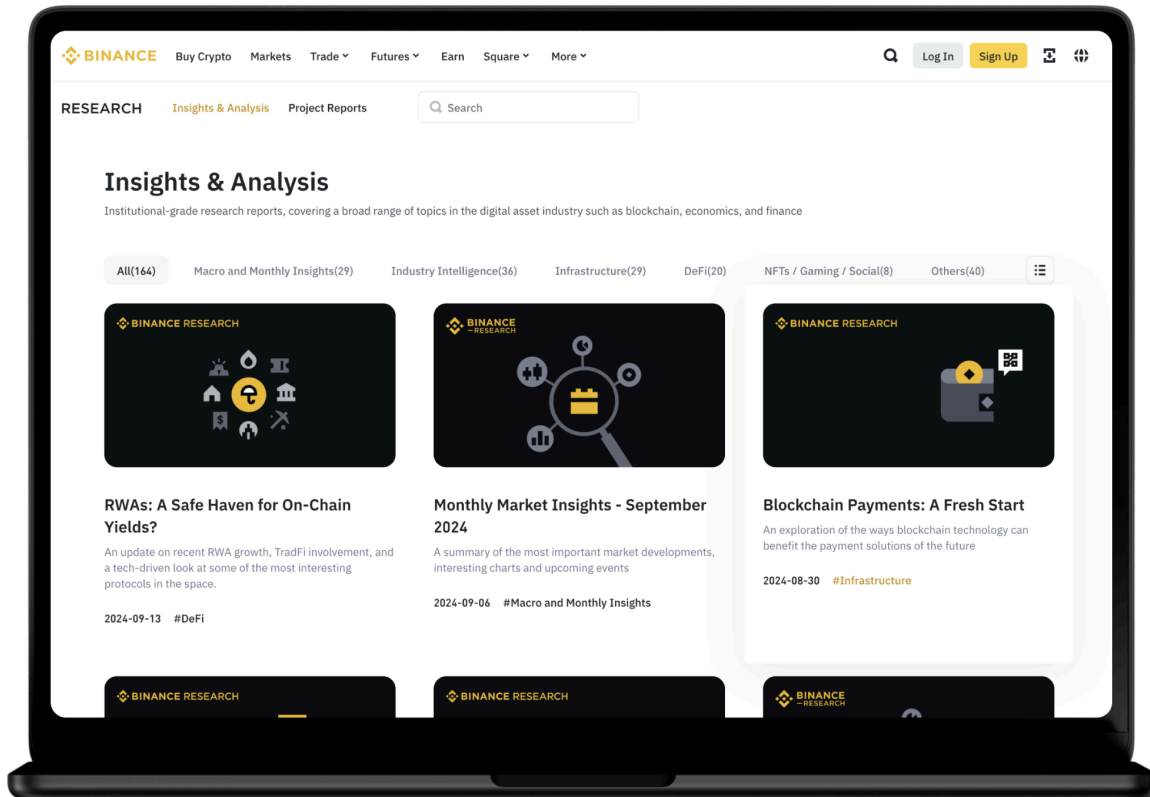 BINANCE Buy Crypto Markets Trade Futures Earn Square More Log In Sign Up
RESEARCH Insights & Analysis Project Reports Search
Insights & Analysis
Institutional-grade research reports, covering a broad range of topics in the digital asset industry such as blockchain, economics, and finance
All(164) Macro and Monthly Insights(29) Industry Intelligence(36) Infrastructure(29) DeFi(20) NFTs / Gaming / Social(8) Others(40)
BINANCE RESEARCH
RWAs: A Safe Haven for On-Chain
Yields?
An update on recent RWA growth, TradFi involvement, and
a tech-driven look at some of the most interesting
protocols in the space.
2024-09-13 #DeFi
BINANCE
RESEARCH
Monthly Market Insights - September
2024
A summary of the most important market developments,
interesting charts and upcoming events
2024-09-06 #Macro and Monthly Insights
BINANCE RESEARCH
Blockchain Payments: A Fresh Start
An exploration of the ways blockchain technology can
benefit the payment solutions of the future
2024-08-30 #Infrastructure
BINANCE RESEARCH
BINANCE RESEARCH
BINANCE
RESEARCH